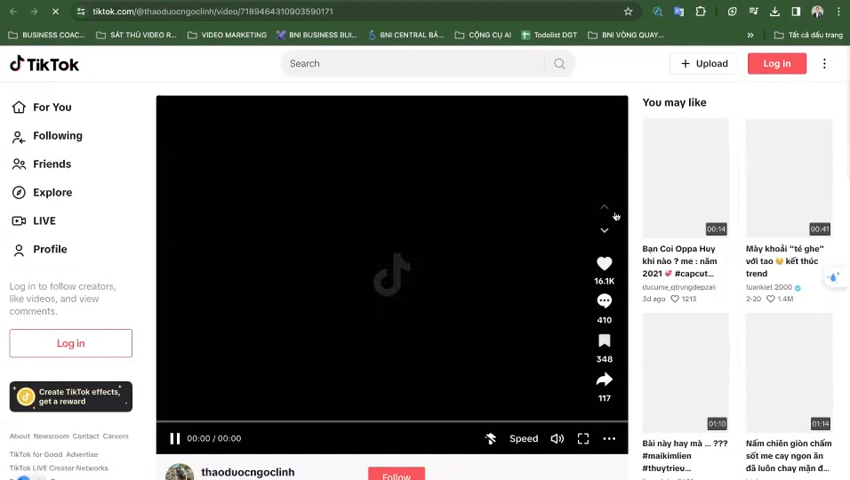 tiktok.com/@thaoduocngoclinh/video/7189464310903590171
BUSINESS COAC...
SÁT THỦ VIDEO R...
VIDEO MARKETING
BNI BUSINESS BUI...
BNI CENTRAL BẢ...
CỘNG CỤ AI
Todolist DGT
BNI VÒNG QUAY...
»
Tất cả dấu trang
TikTok
Search
+ Upload
Log in
For You
Following
Friends
Explore
LIVE
Profile
Log in to follow creators,
like videos, and view
comments.
Log in
Create TikTok effects,
get a reward
About Newsroom Contact Careers
TikTok for Good Advertise
TikTok LIVE Creator Networks
16.1K
410
348
117
00:00 / 00:00
Speed
thaoduocngoclinh
Follow
You may like
00:14
Bạn Coi Oppa Huy
khi nào ? me : năm
2021 💕 #capcut...
ducume_qtrungdepzali
3d ago 1213
00:41
Mày khoải “té ghe”
với tao 😔 kết thúc
trend
tuankiet.2000
2-20 1.4M
01:10
Bài này hay mà ... ???
#maikimlien
#thuytrieu...
01:14
Nấm chiên giòn chấm
sốt me cay ngon ăn
đã luôn chay mặn đ...